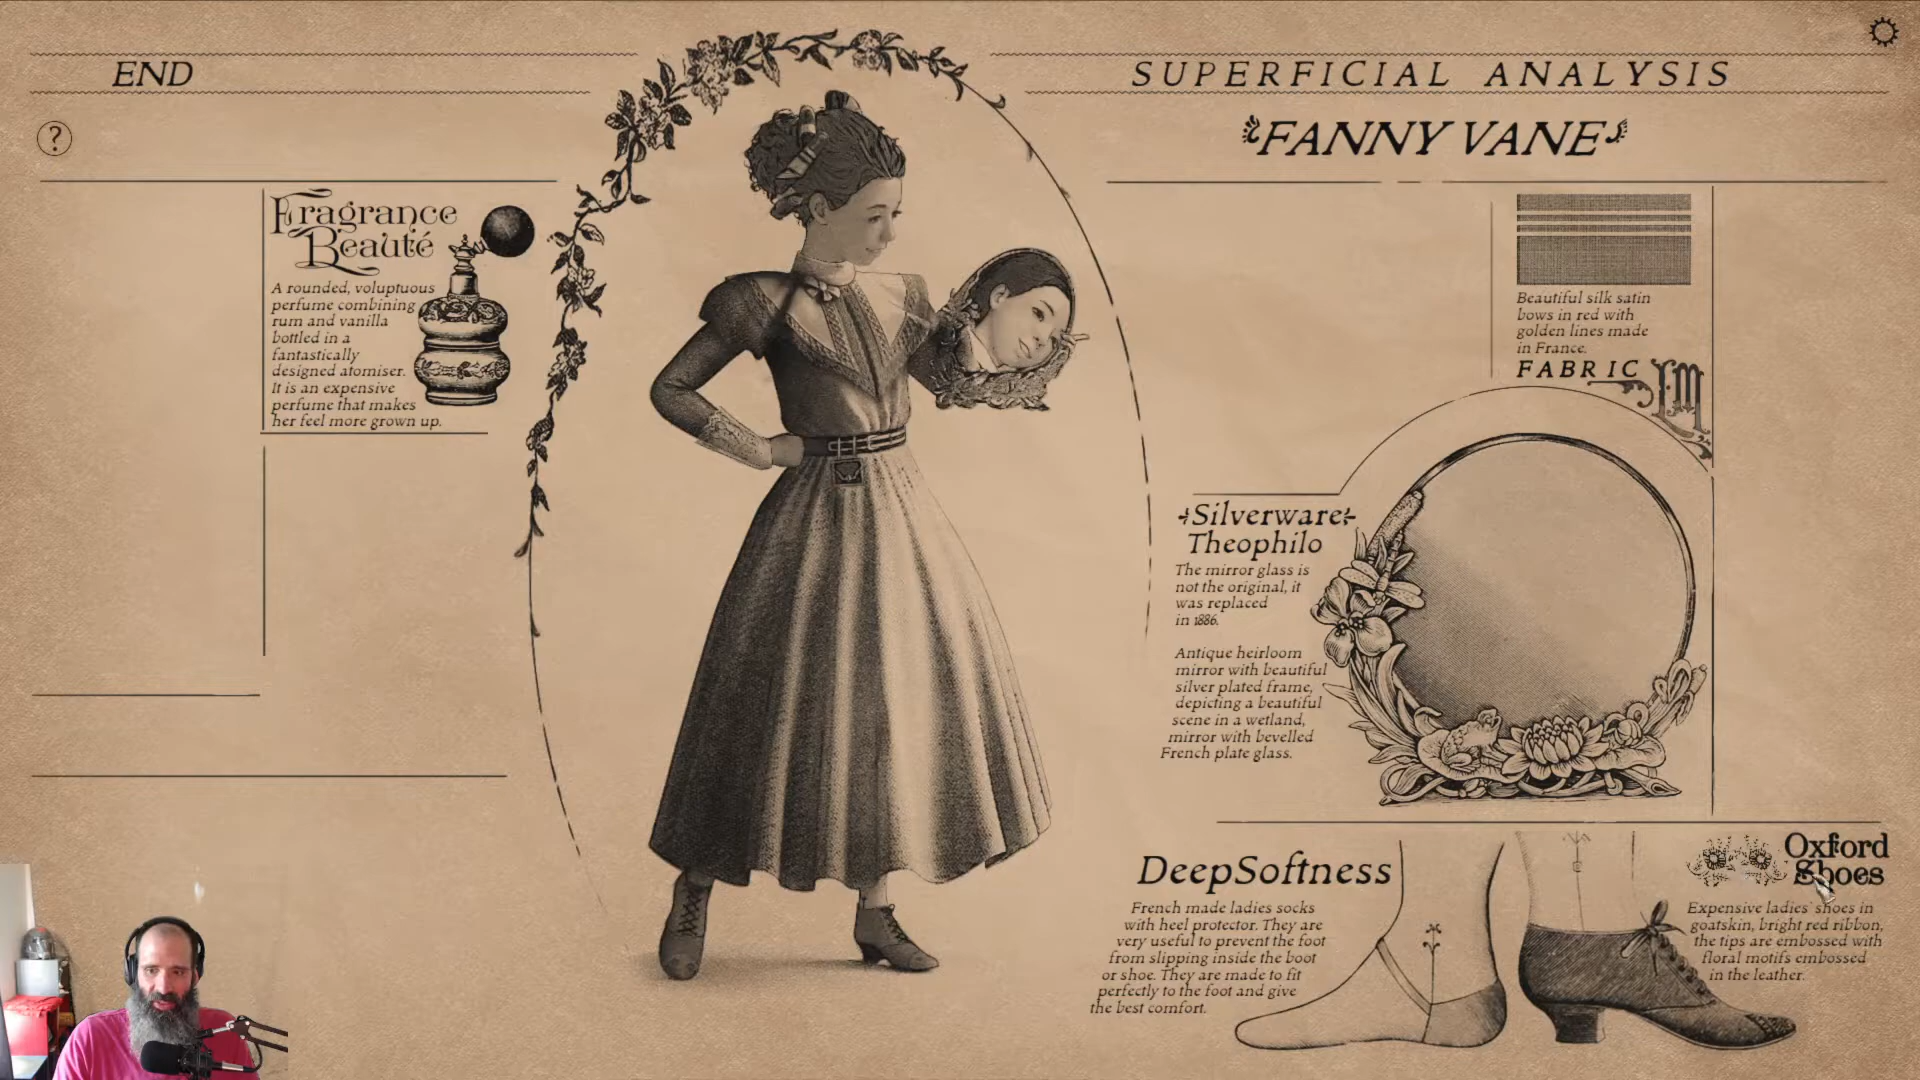 END
SUPERFICIAL ANALYSIS
FANNY VANE
?
Fragrance
Beauté
A rounded, voluptuous
perfume combining
rum and vanilla
bottled in a
fantastically
designed atomiser.
It is an expensive
perfume that makes
her feel more grown up.
Beautiful silk satin
bows in red with
golden lines made
in France.
FABRIC
Silverware
Theophilo
The mirror glass is
not the original, it
was replaced
in 1886.
Antique heirloom
mirror with beautiful
silver plated frame,
depicting a beautiful
scene in a wetland,
mirror with bevelled
French plate glass.
DeepSoftness
French made ladies socks
with heel protector. They are
very useful to prevent the foot
from slipping inside the boot
or shoe. They are made to fit
perfectly to the foot and give
the best comfort.
Oxford
Shoes
Expensive ladies' shoes in
goatskin, bright red ribbon,
the tips are embossed with
floral motifs embossed
in the leather.